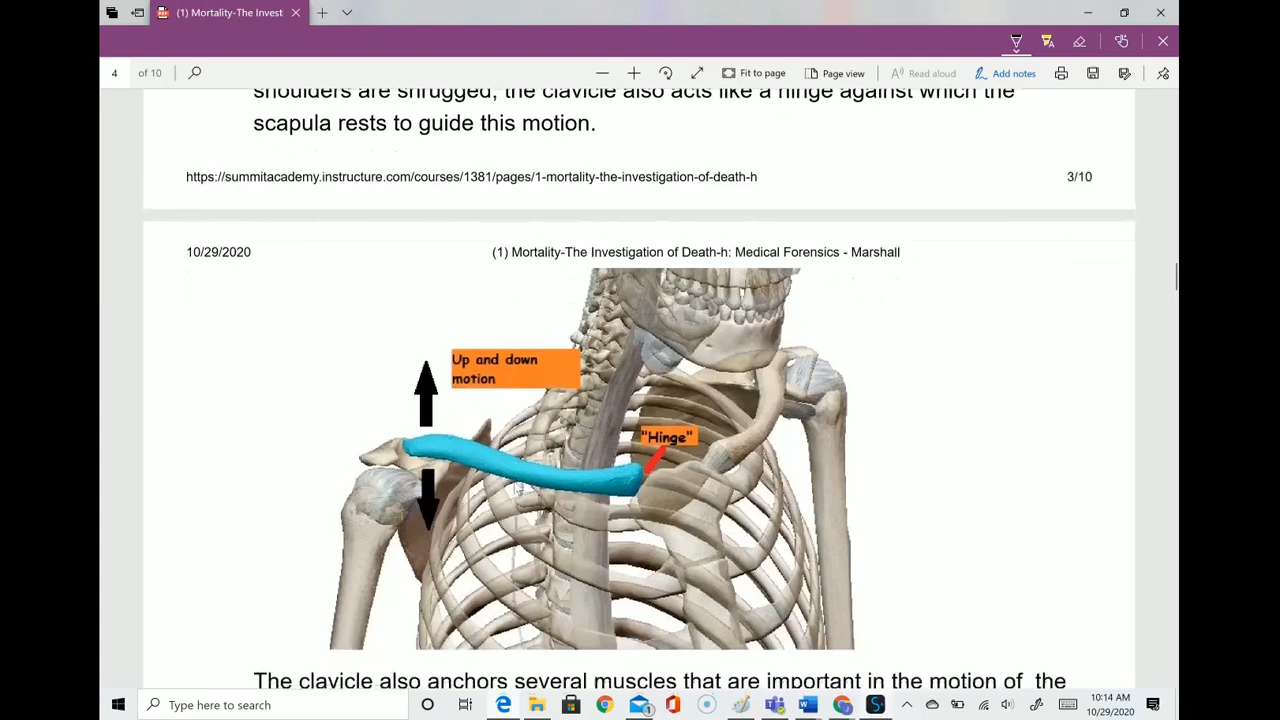 (1) Mortality-The Invest
4 of 10
Fit to page
Page view
Read aloud
Add notes
shoulders are shrugged, the clavicle also acts like a hinge against which the
scapula rests to guide this motion.
https://summitacademy.instructure.com/courses/1381/pages/1-mortality-the-investigation-of-death-h
3/10
10/29/2020
(1) Mortality-The Investigation of Death-h: Medical Forensics - Marshall
Up and down
motion
"Hinge"
The clavicle also anchors several muscles that are important in the motion of the
Type here to search
1
10:14 AM
10/29/2020